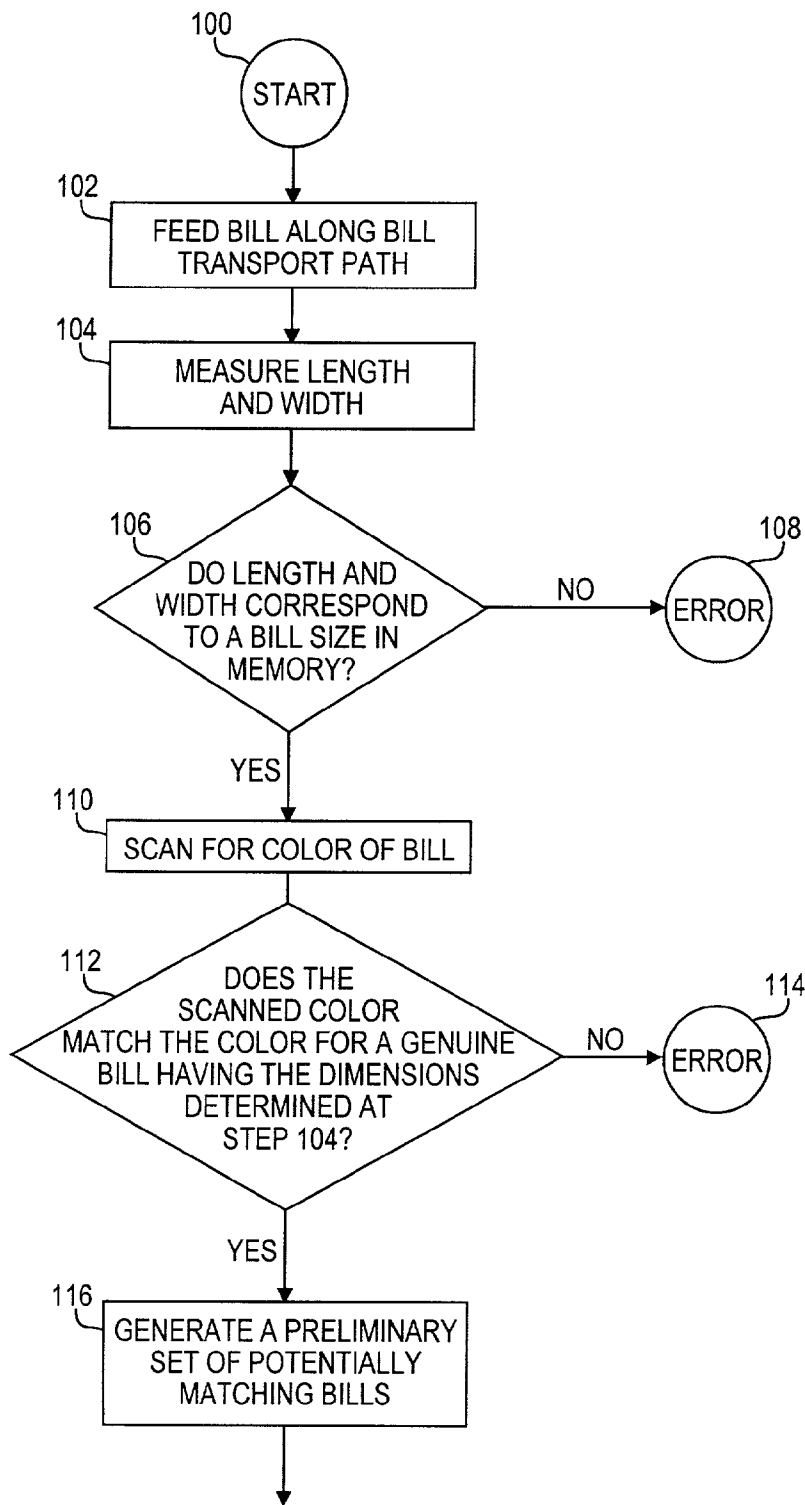 100
START
102
FEED BILL ALONG BILL
TRANSPORT PATH
104
MEASURE LENGTH
AND WIDTH
106
DO LENGTH AND
WIDTH CORRESPOND
TO A BILL SIZE IN
MEMORY?
NO
108
ERROR
YES
110
SCAN FOR COLOR OF BILL
112
DOES THE
SCANNED COLOR
MATCH THE COLOR FOR A GENUINE
BILL HAVING THE DIMENSIONS
DETERMINED AT
STEP 104?
NO
114
ERROR
YES
116
GENERATE A PRELIMINARY
SET OF POTENTIALLY
MATCHING BILLS